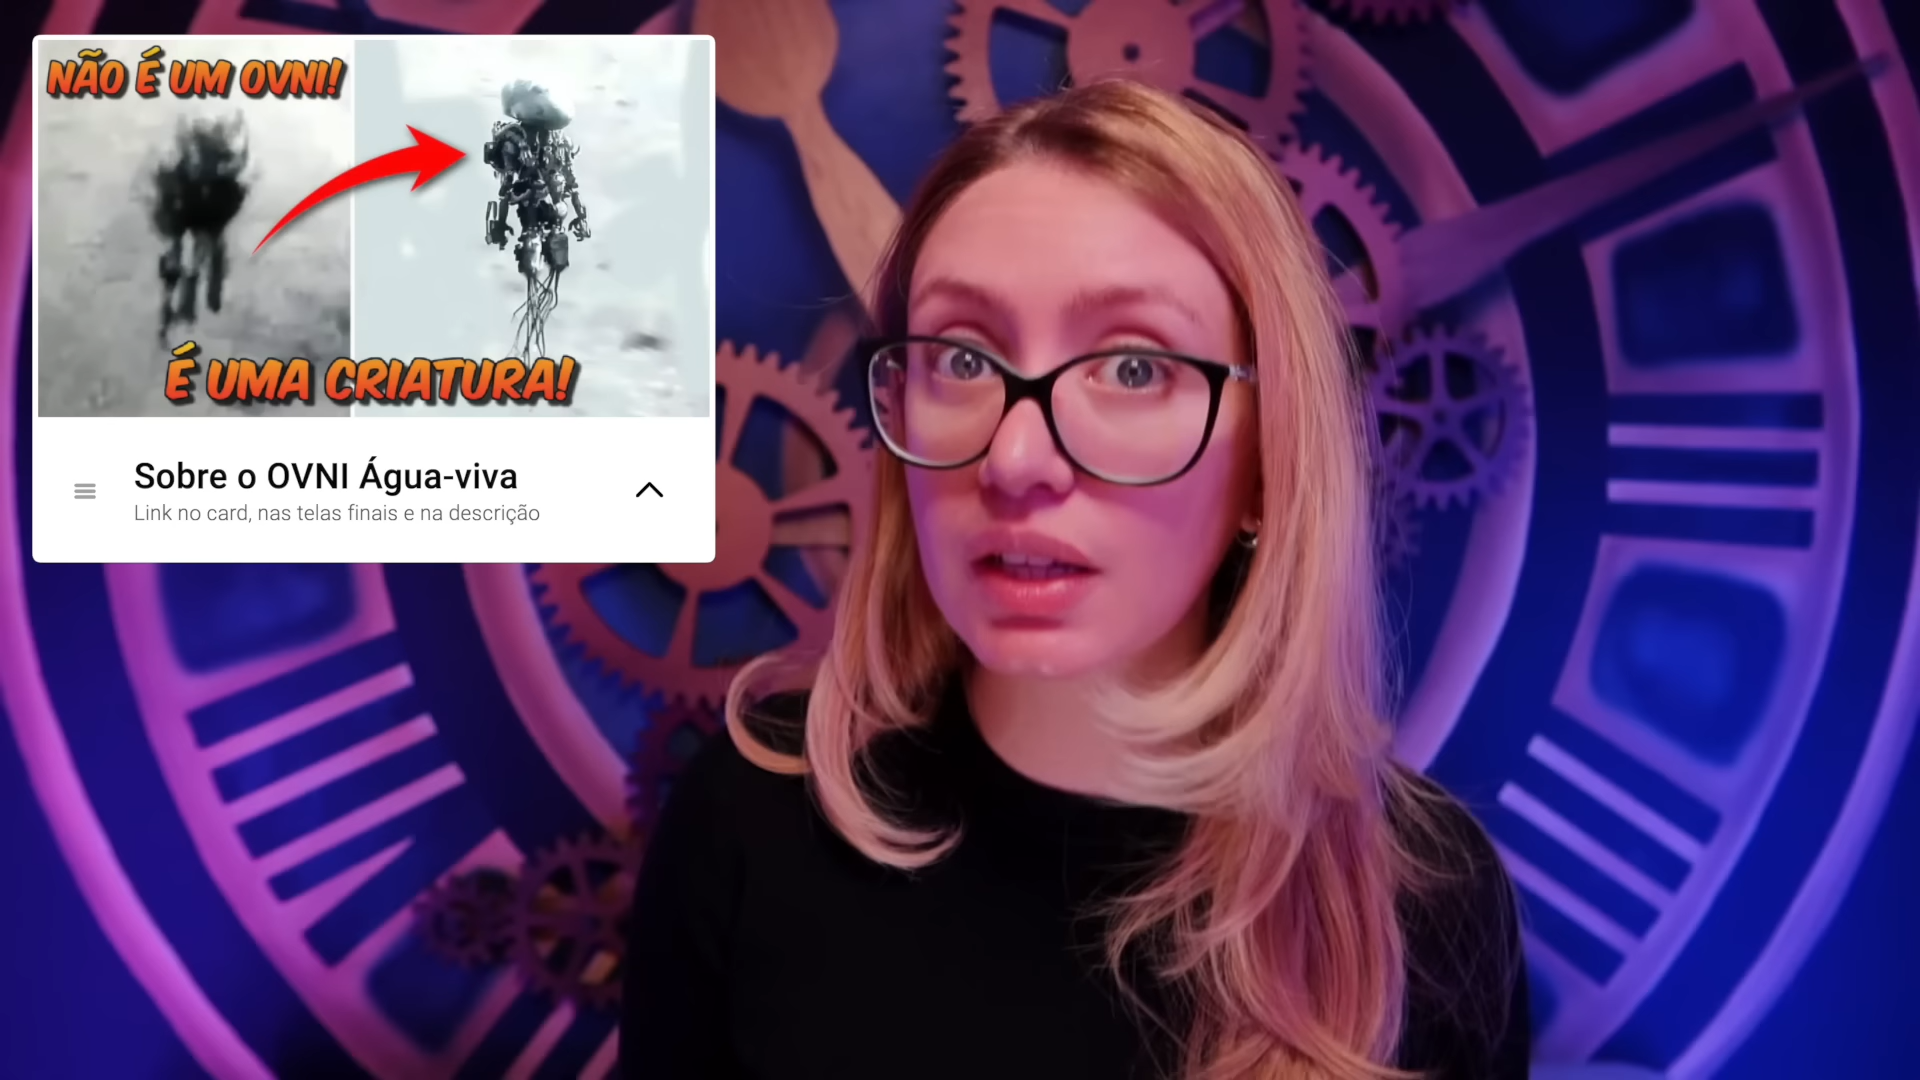 NÃO É UM OVNI!
É UMA CRIATURA!
Sobre o OVNI Água-viva
Link no card, nas telas finais e na descrição